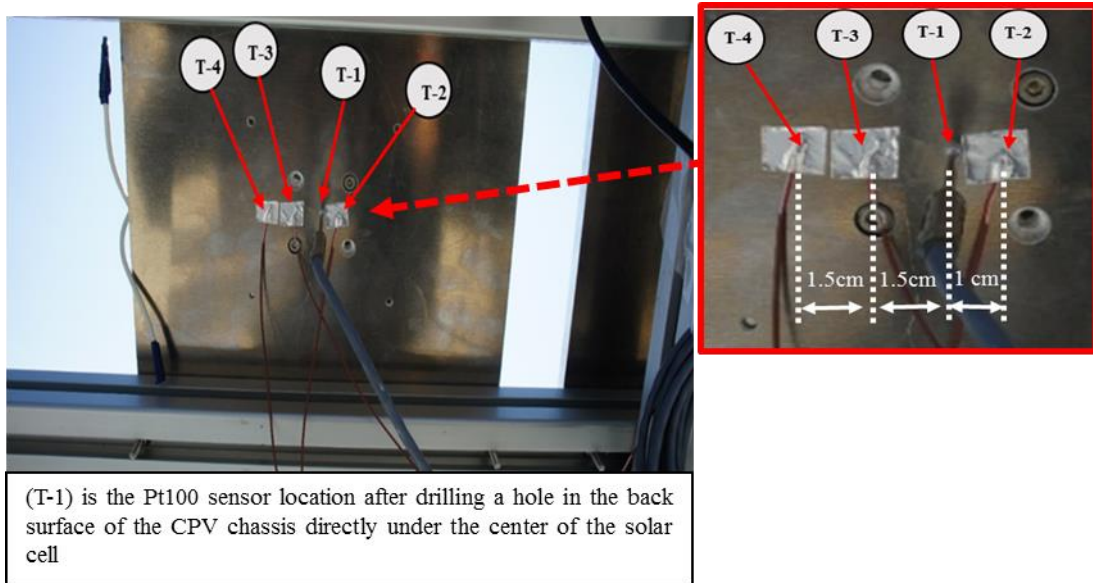 T-4
T-3
T-1
T-2
T-4
T-3
T-1
T-2
1.5cm
1.5cm
1 cm
(T-1) is the Pt100 sensor location after drilling a hole in the back
surface of the CPV chassis directly under the center of the solar
cell